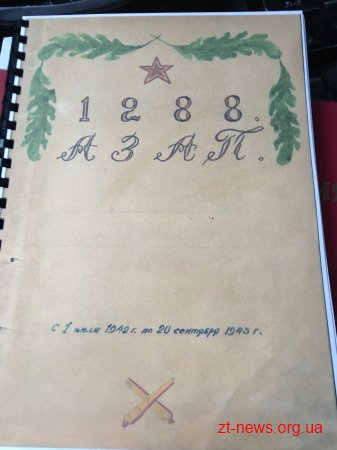 1288.
АЗАП.
с 1 июля 1942 г. по 20 сентября 1943 г.
zt-news.org.ua